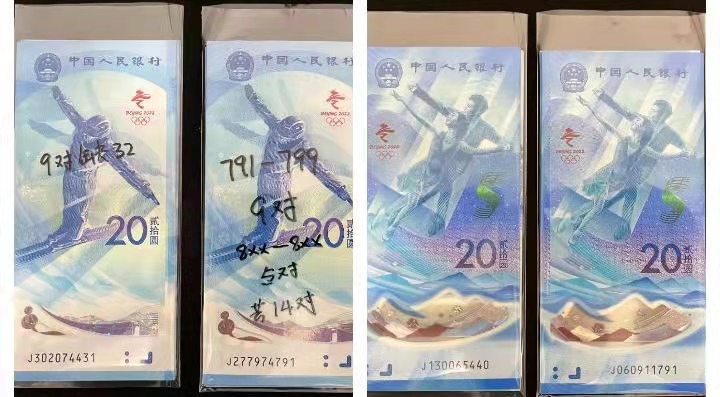 中国人民银行
BEIJING 2022
9对
32
20
贰拾圆
J302074431
中国人民银行
BEIJING 2022
791-799
9对
8xx-8xx
5对
共14对
20
贰拾圆
J277974791
中国人民银行
BEIJING 2022
20
贰拾圆
J130065440
中国人民银行
BEIJING 2022
20
贰拾圆
J060911791